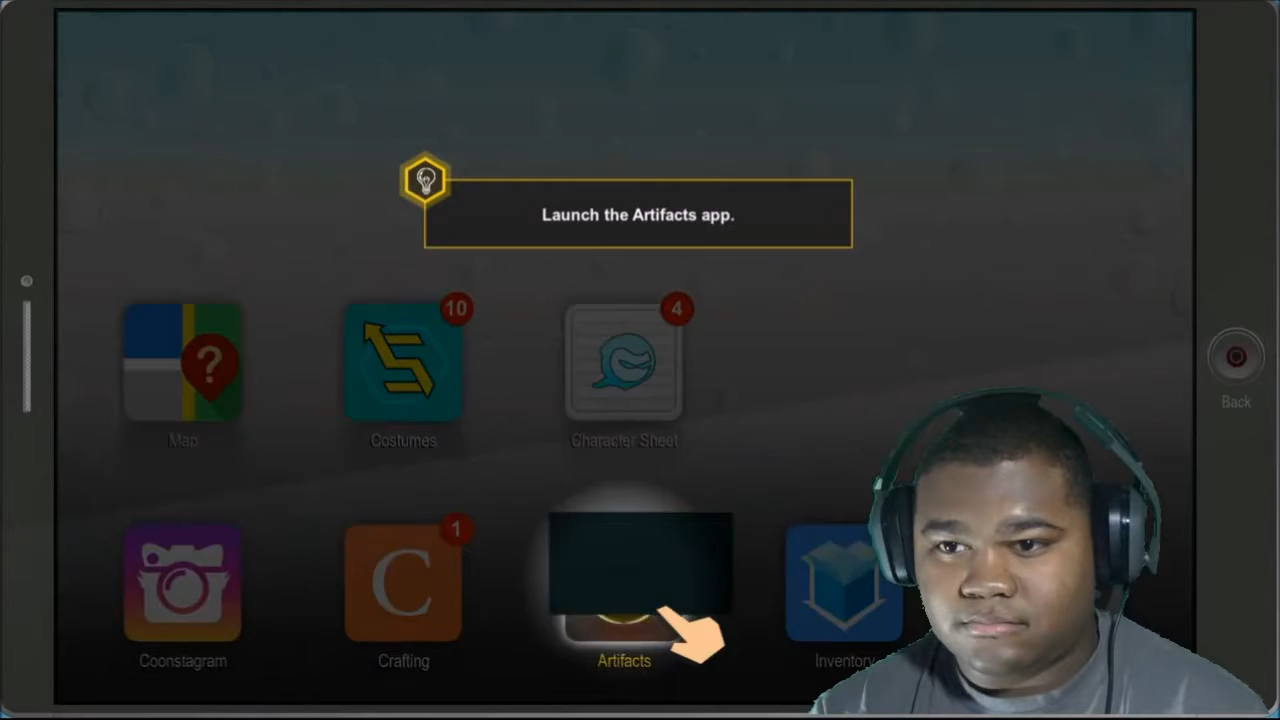 Launch the Artifacts app.
10
4
?
Map
Costumes
Character Sheet
Back
1
C
Coonstagram
Crafting
Artifacts
Inventory